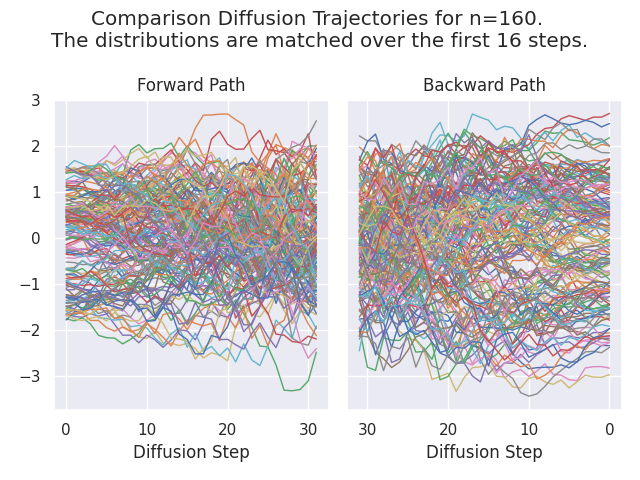 Comparison Diffusion Trajectories for n=160.
The distributions are matched over the first 16 steps.
Forward Path
Backward Path
3
2
1
0
−1
−2
−3
0 10 20 30
30 20 10 0
Diffusion Step
Diffusion Step